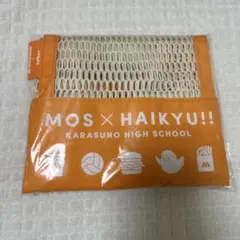 MOS × HAIKYU!!
KARASUNO HIGH SCHOOL